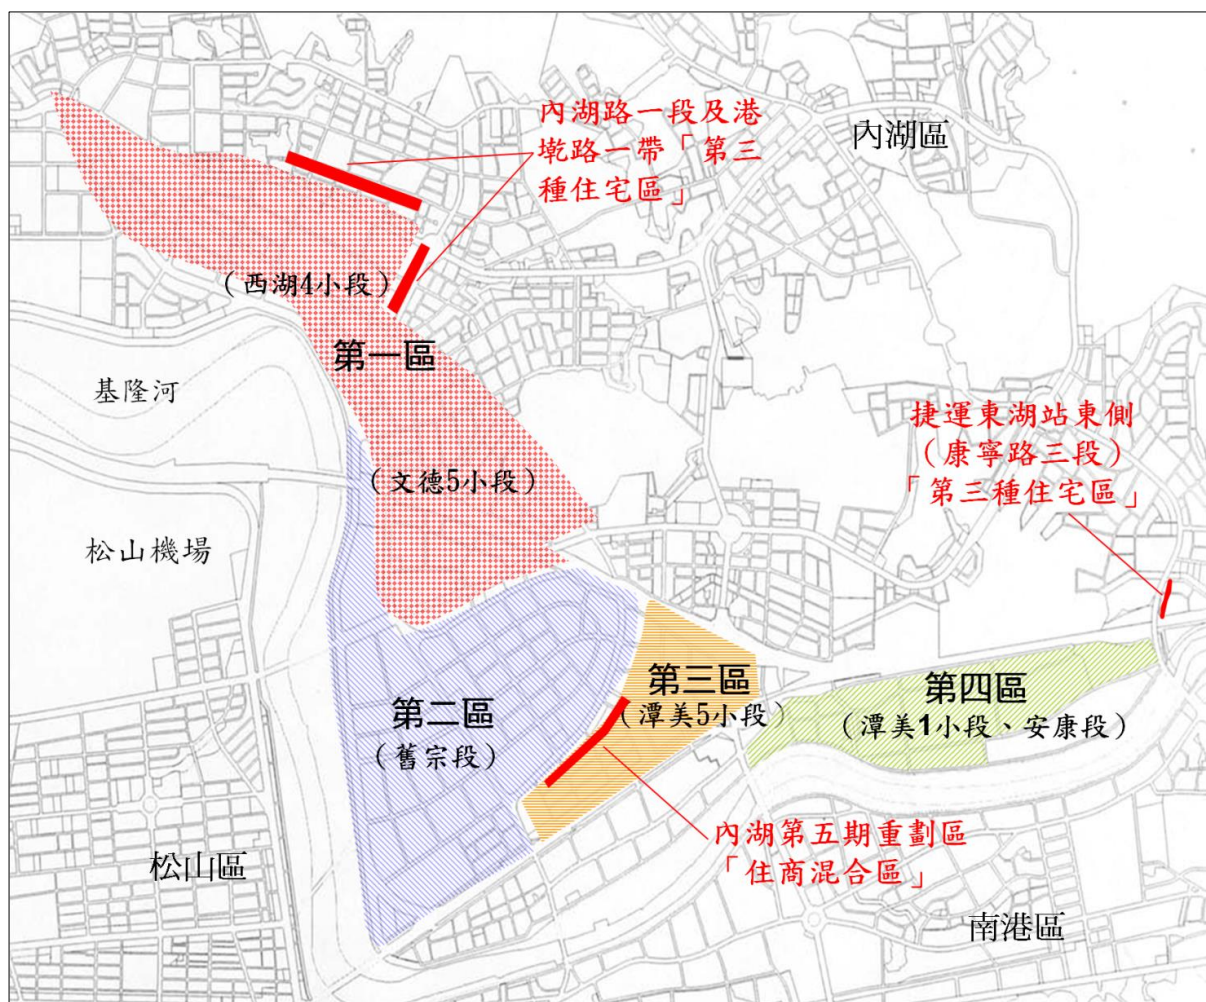 內湖路一段及港
墘路一帶「第三
種住宅區」
內湖區
（西湖4小段）
第一區
基隆河
捷運東湖站東側
（康寧路三段）
「第三種住宅區」
（文德5小段）
松山機場
第三區
（潭美5小段）
第四區
（潭美1小段、安康段）
第二區
（舊宗段）
內湖第五期重劃區
「住商混合區」
松山區
南港區